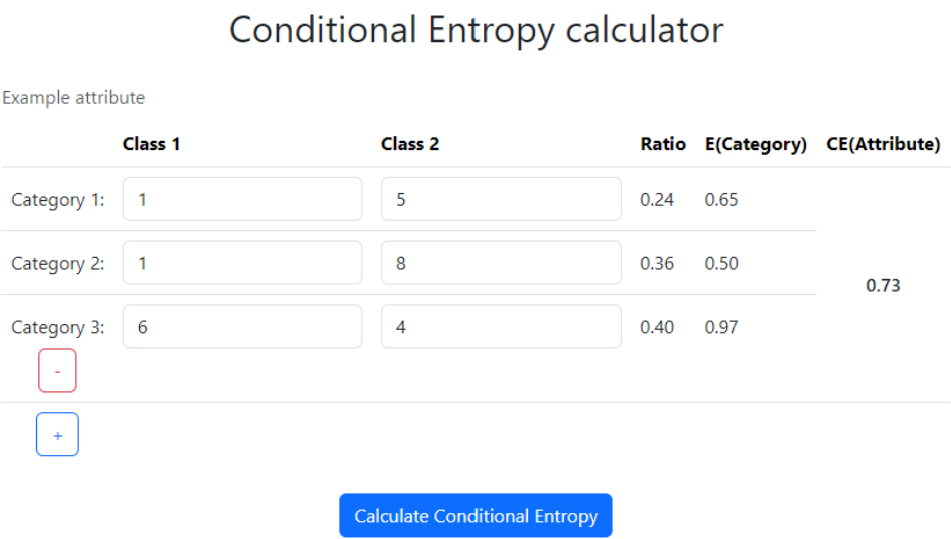 Conditional Entropy calculator
Example attribute
Class 1 Class 2 Ratio E(Category) CE(Attribute)
Category 1: 1 5 0.24 0.65
Category 2: 1 8 0.36 0.50
0.73
Category 3: 6 4 0.40 0.97
-
+
Calculate Conditional Entropy